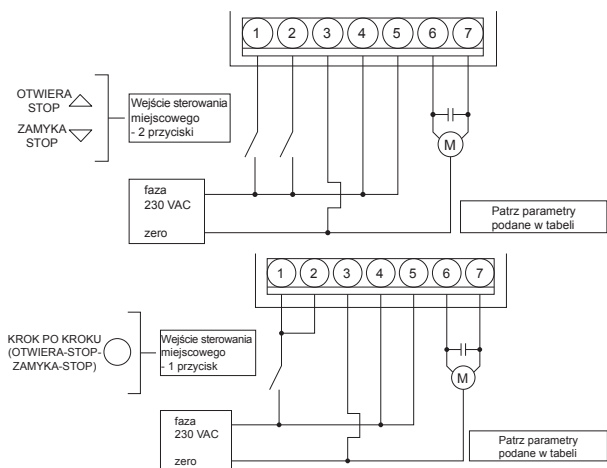 1 2 3 4 5 6 7
OTWIERA
STOP
ZAMYKA
STOP
Wejście sterowania
miejscowego
- 2 przyciski
M
faza
230 VAC
zero
Patrz parametry
podane w tabeli
1 2 3 4 5 6 7
KROK PO KROKU
(OTWIERA-STOP-
ZAMYKA-STOP)
Wejście sterowania
miejscowego
- 1 przycisk
M
faza
230 VAC
zero
Patrz parametry
podane w tabeli